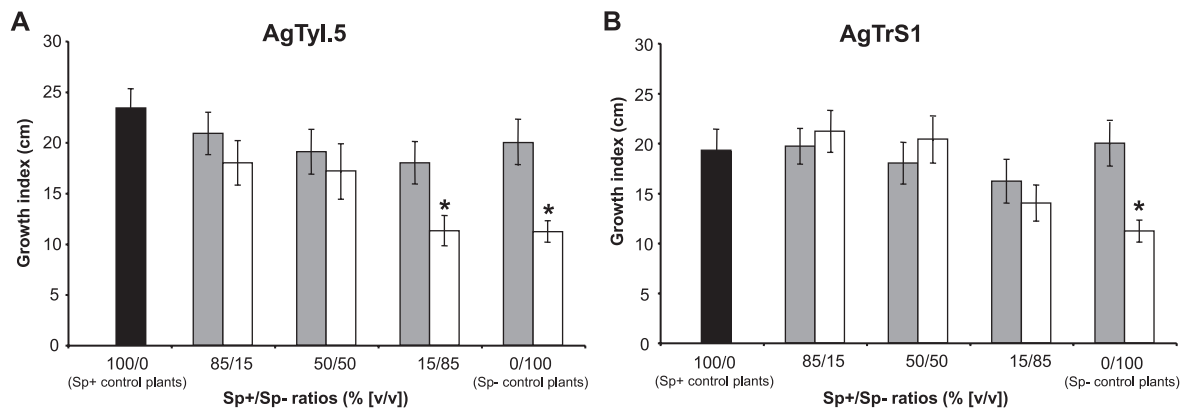 A
AgTyl.5
Growth index (cm)
30
25
20
15
10
5
0
*
*
100/0
85/15
50/50
15/85
0/100
(Sp+ control plants)
(Sp- control plants)
Sp+/Sp- ratios (% [v/v])
B
AgTrS1
Growth index (cm)
30
25
20
15
10
5
0
*
100/0
85/15
50/50
15/85
0/100
(Sp+ control plants)
(Sp- control plants)
Sp+/Sp- ratios (% [v/v])